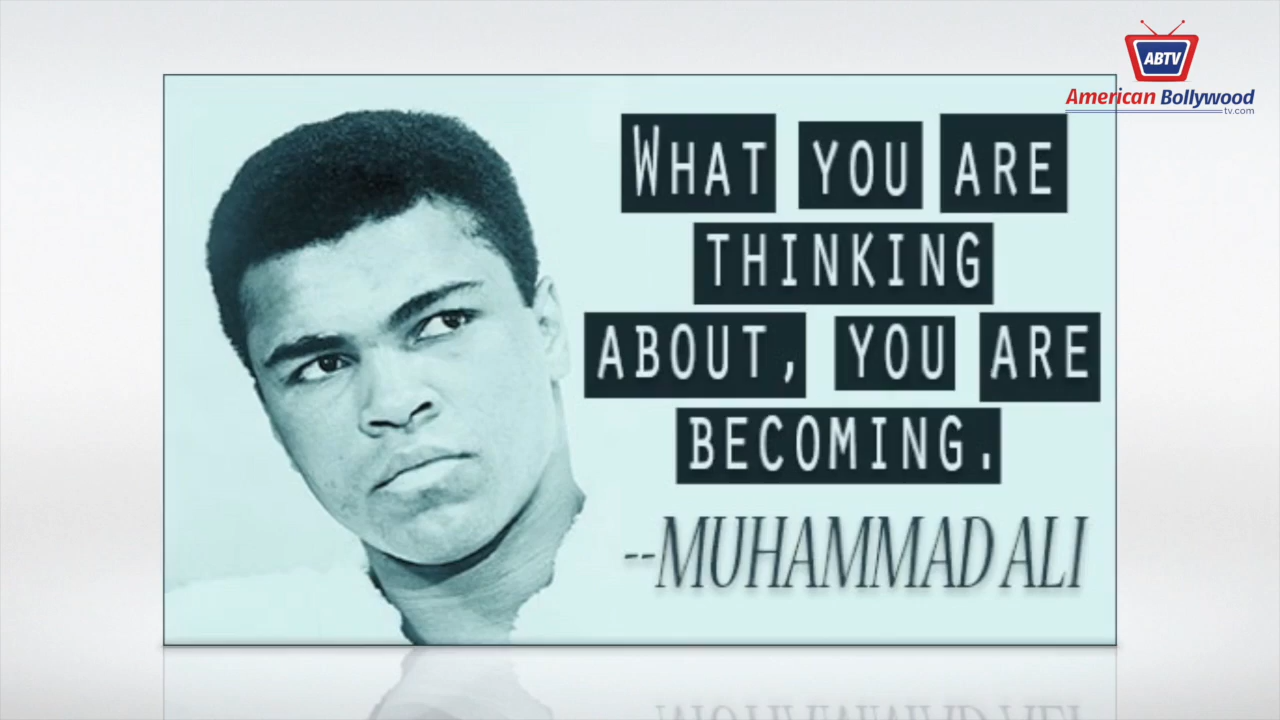 ABTV
American Bollywood
tv.com
What you are
thinking
about, you are
becoming.
--MUHAMMAD ALI